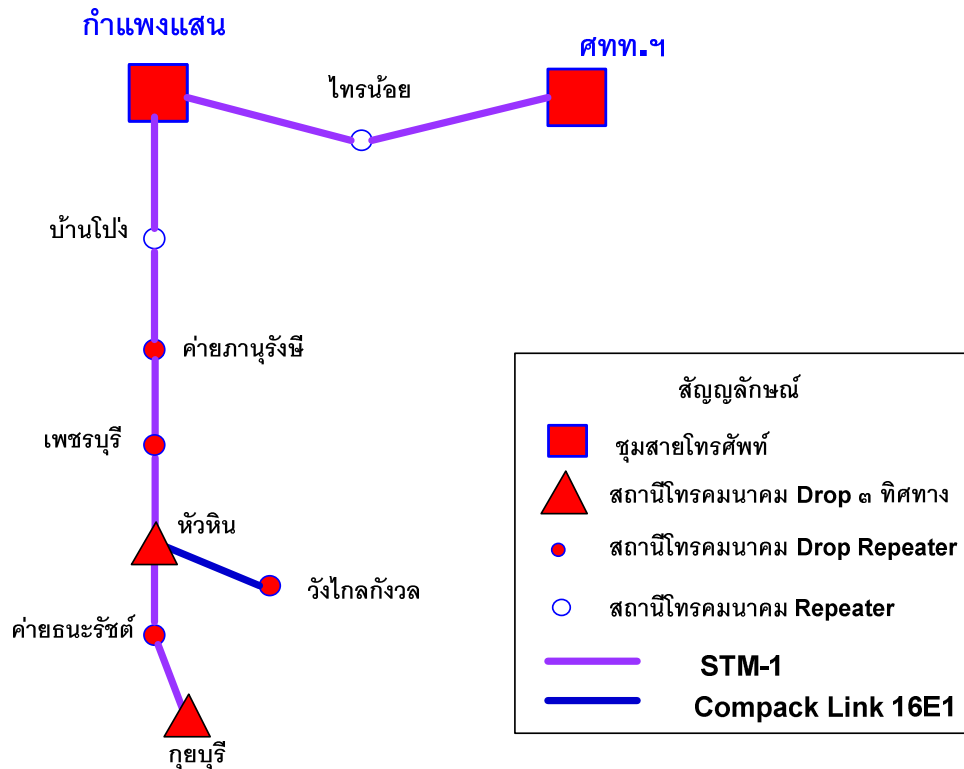 กำแพงแสน
ศทท.ฯ
ไทรน้อย
บ้านโป่ง
ค่ายภานุรังษี
เพชรบุรี
หัวหิน
วังไกลกังวล
ค่ายธนะรัชต์
กุยบุรี
สัญญลักษณ์
ชุมสายโทรศัพท์
สถานีโทรคมนาคม Drop ๓ ทิศทาง
สถานีโทรคมนาคม Drop Repeater
สถานีโทรคมนาคม Repeater
STM-1
Compack Link 16E1